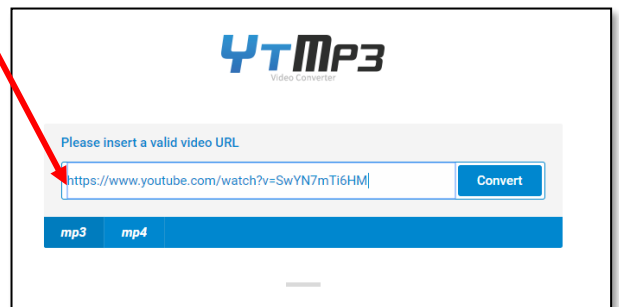 YTMP3
Video Converter
Please insert a valid video URL
https://www.youtube.com/watch?v=SwYN7mTi6HM
Convert
mp3 mp4